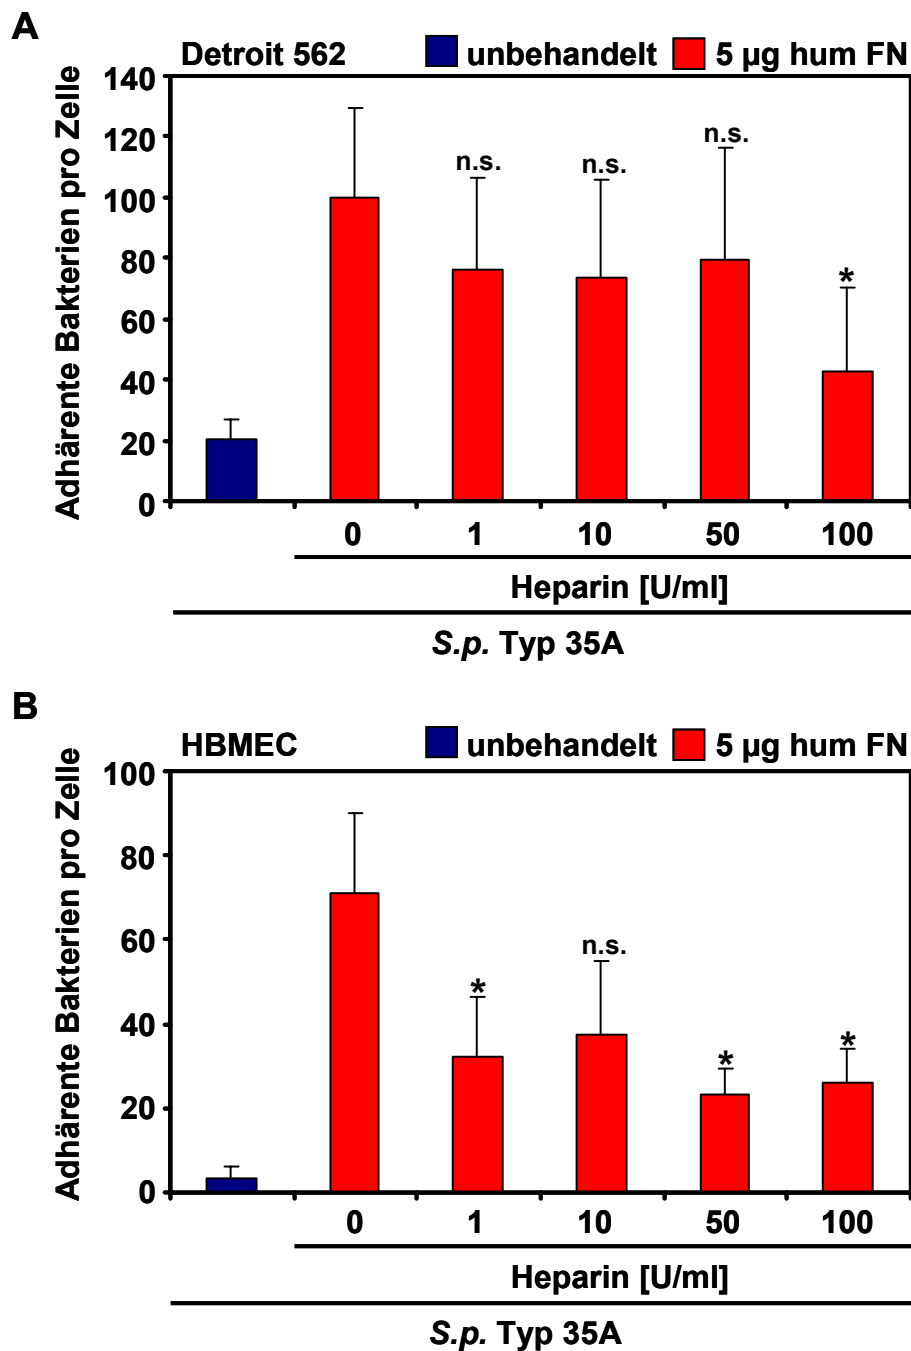 A
Detroit 562 unbehandelt 5 µg hum FN
Adhärente Bakterien pro Zelle
140
120
100
80
60
40
20
0
n.s.
n.s.
n.s.
*
0 1 10 50 100
Heparin [U/ml]
S.p. Typ 35A
B
HBMEC unbehandelt 5 µg hum FN
Adhärente Bakterien pro Zelle
100
80
60
40
20
0
*
n.s.
*
*
0 1 10 50 100
Heparin [U/ml]
S.p. Typ 35A